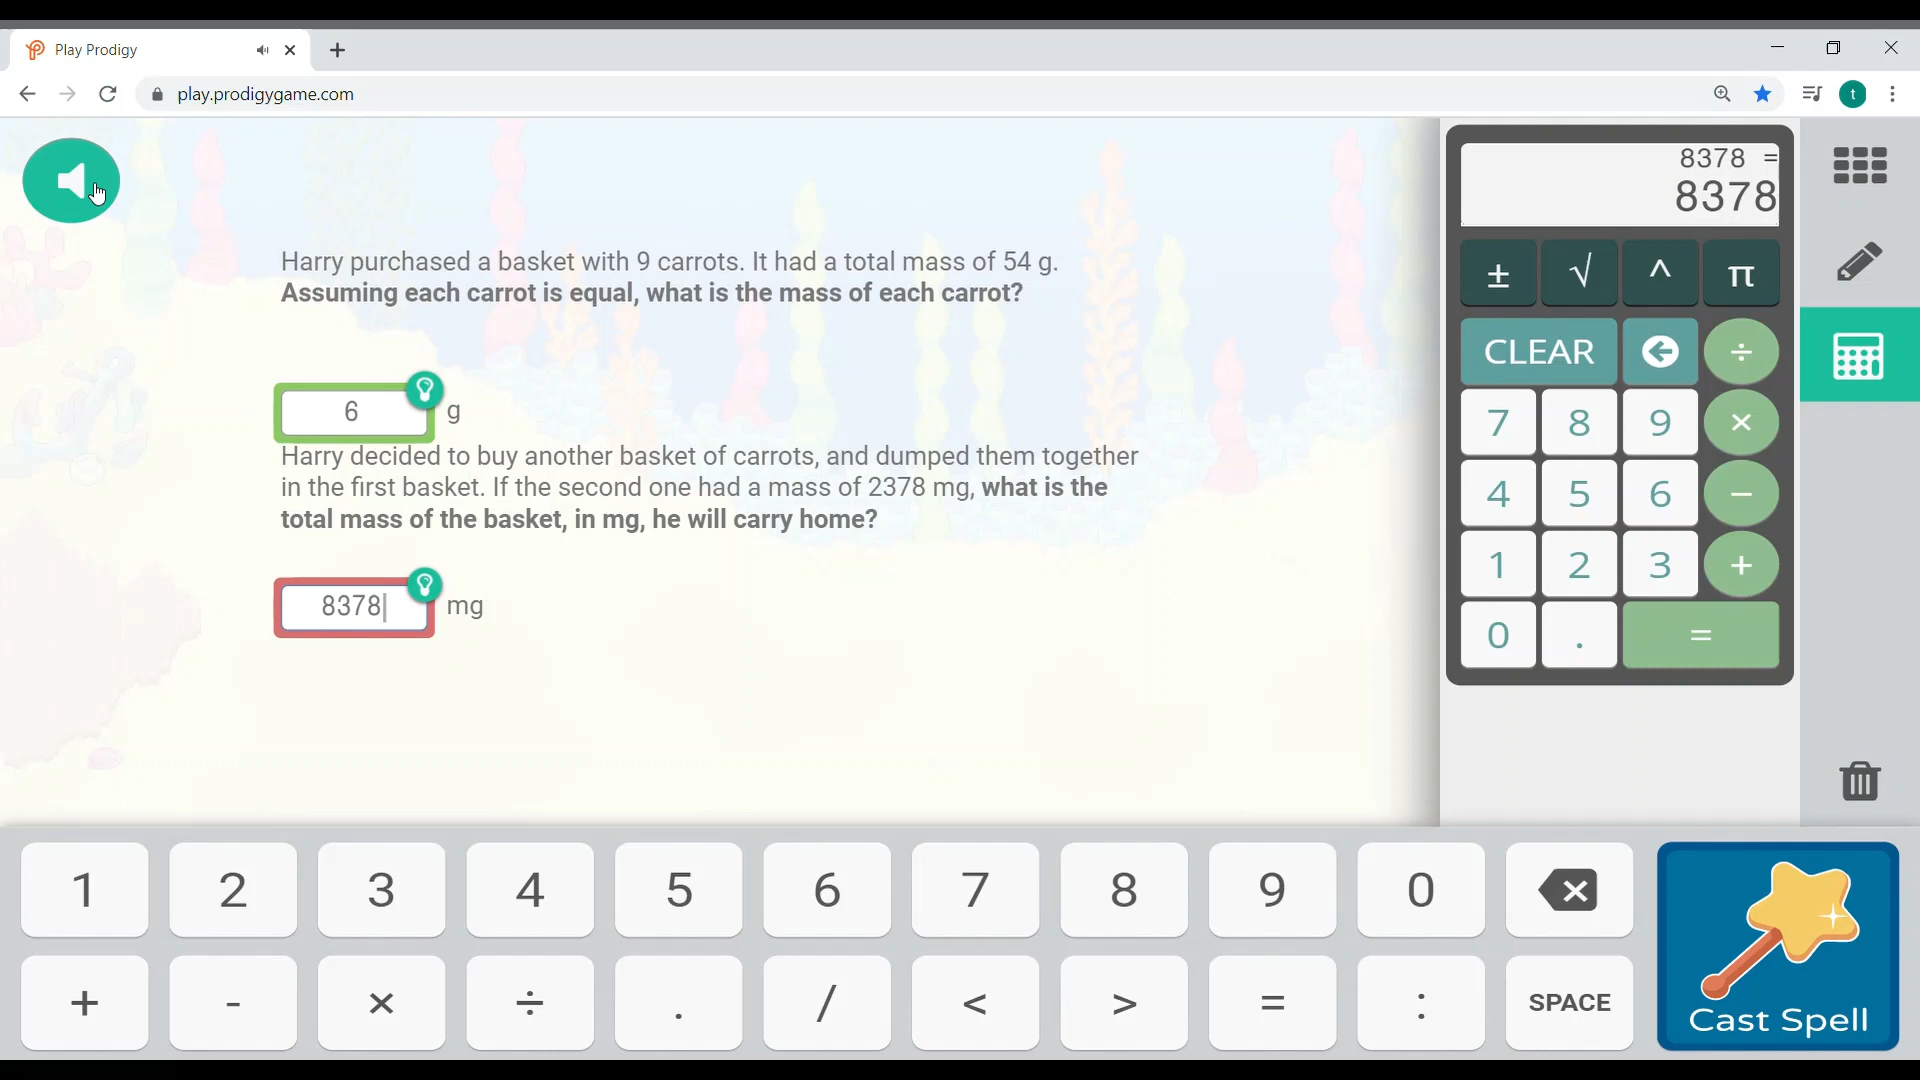 Play Prodigy
play.prodigygame.com
t
Harry purchased a basket with 9 carrots. It had a total mass of 54 g.
Assuming each carrot is equal, what is the mass of each carrot?
6 g
Harry decided to buy another basket of carrots, and dumped them together
in the first basket. If the second one had a mass of 2378 mg, what is the
total mass of the basket, in mg, he will carry home?
8378 mg
8378 =
8378
± √ ^ π
CLEAR ÷
7 8 9 ×
4 5 6 −
1 2 3 +
0 . =
1 2 3 4 5 6 7 8 9 0
+ - × ÷ . / < > = : SPACE
Cast Spell